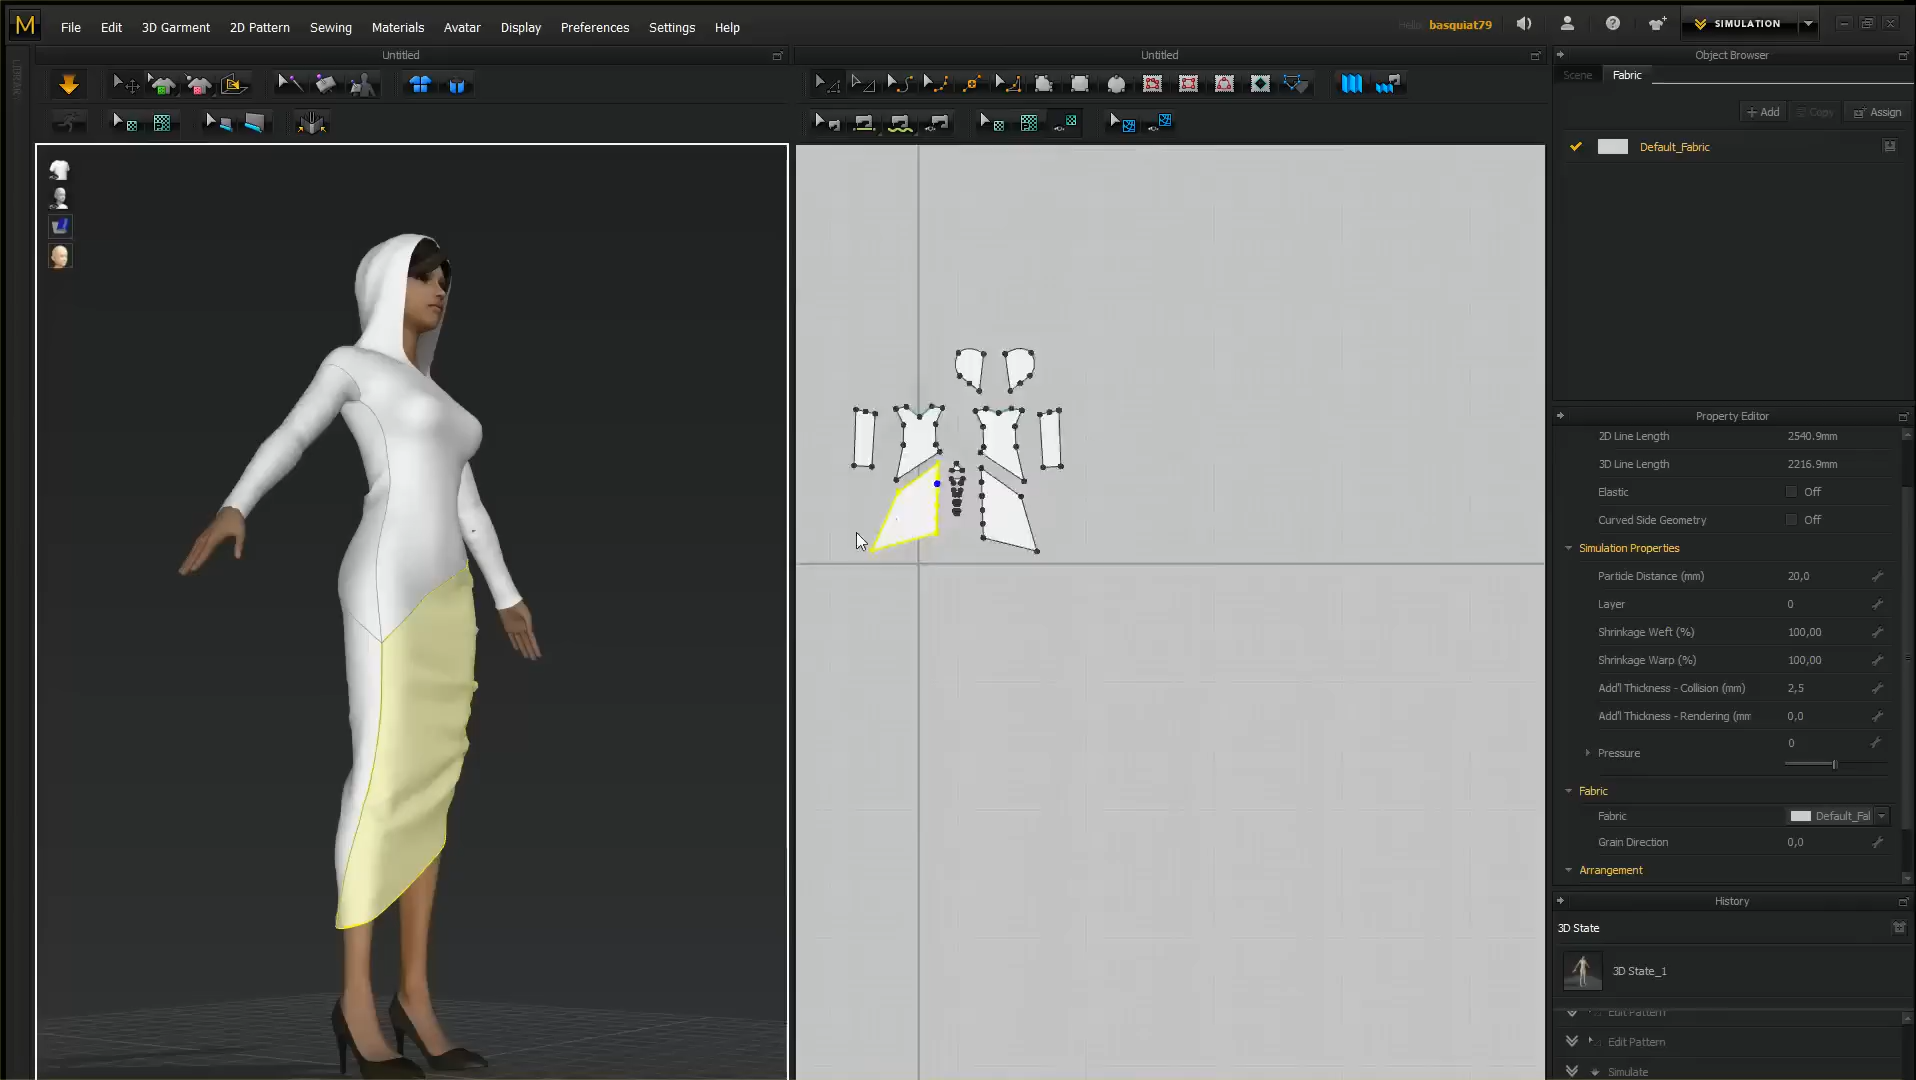 M File Edit 3D Garment 2D Pattern Sewing Materials Avatar Display Preferences Settings Help
Hello basquiat79
SIMULATION
Untitled
Untitled
Object Browser
Scene Fabric
+ Add Copy Assign
Default_Fabric
LIBRARY
Property Editor
2D Line Length 2540.9mm
3D Line Length 2216.9mm
Elastic Off
Curved Side Geometry Off
Simulation Properties
Particle Distance (mm) 20,0
Layer 0
Shrinkage Weft (%) 100,00
Shrinkage Warp (%) 100,00
Add'l Thickness - Collision (mm) 2,5
Add'l Thickness - Rendering (mm 0,0
Pressure 0
Fabric
Fabric Default_Fal
Grain Direction 0,0
Arrangement
History
3D State
3D State_1
Edit Pattern
Edit Pattern
Simulate